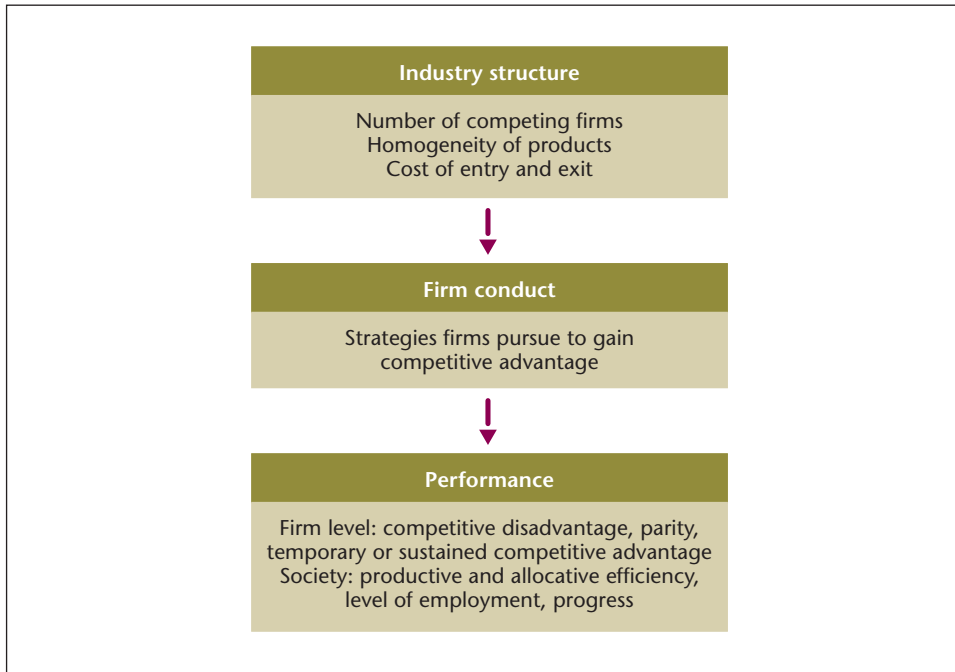 Industry structure
Number of competing firms
Homogeneity of products
Cost of entry and exit
Firm conduct
Strategies firms pursue to gain
competitive advantage
Performance
Firm level: competitive disadvantage, parity,
temporary or sustained competitive advantage
Society: productive and allocative efficiency,
level of employment, progress